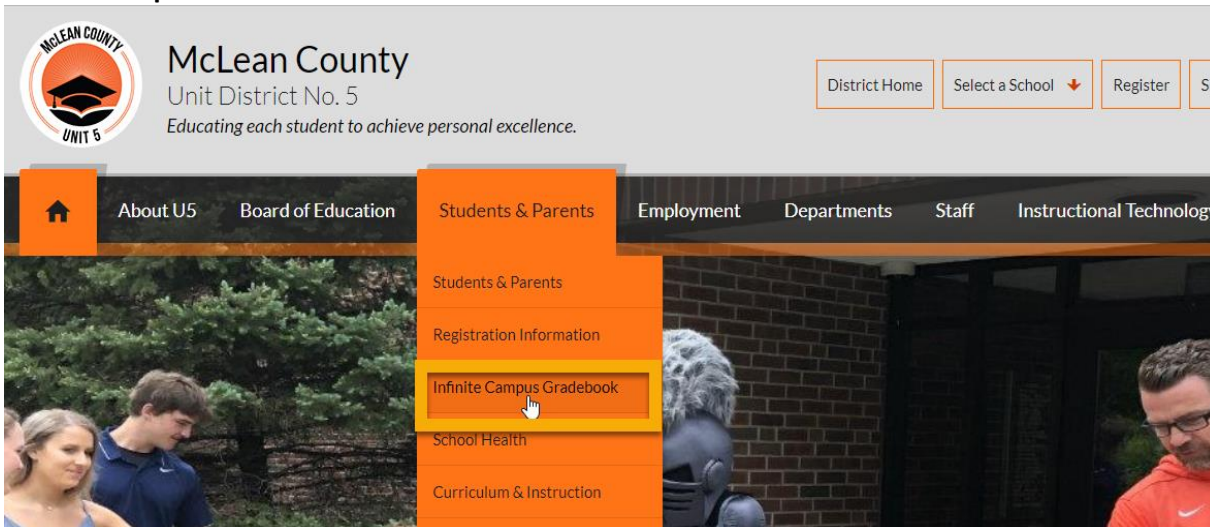 McLEAN COUNTY
UNIT 5
McLean County
Unit District No. 5
Educating each student to achieve personal excellence.
District Home
Select a School
Register
About U5
Board of Education
Students & Parents
Employment
Departments
Staff
Instructional Technology
Students & Parents
Registration Information
Infinite Campus Gradebook
School Health
Curriculum & Instruction